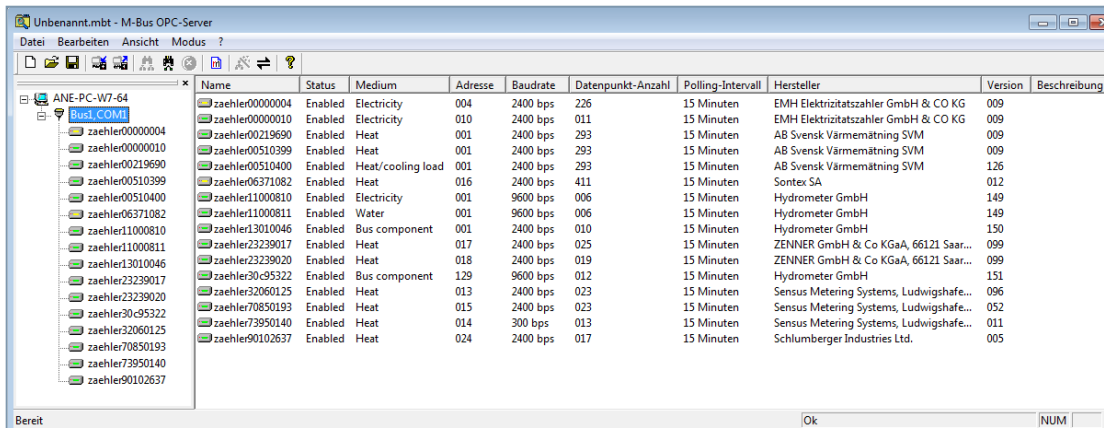 Unbenannt.mbt - M-Bus OPC-Server
Datei Bearbeiten Ansicht Modus ?
ANE-PC-W7-64
Bus1,COM1
zaehler00000004
zaehler00000010
zaehler00219690
zaehler00510399
zaehler00510400
zaehler06371082
zaehler11000810
zaehler11000811
zaehler13010046
zaehler23239017
zaehler23239020
zaehler30c95322
zaehler32060125
zaehler70850193
zaehler73950140
zaehler90102637
Name Status Medium Adresse Baudrate Datenpunkt-Anzahl Polling-Intervall Hersteller Version Beschreibung
zaehler00000004 Enabled Electricity 004 2400 bps 226 15 Minuten EMH Elektrizitatszahler GmbH & CO KG 009
zaehler00000010 Enabled Electricity 010 2400 bps 011 15 Minuten EMH Elektrizitatszahler GmbH & CO KG 009
zaehler00219690 Enabled Heat 001 2400 bps 293 15 Minuten AB Svensk Värmemätning SVM 009
zaehler00510399 Enabled Heat 001 2400 bps 293 15 Minuten AB Svensk Värmemätning SVM 009
zaehler00510400 Enabled Heat/cooling load 001 2400 bps 293 15 Minuten AB Svensk Värmemätning SVM 126
zaehler06371082 Enabled Heat 016 2400 bps 411 15 Minuten Sontex SA 012
zaehler11000810 Enabled Electricity 001 9600 bps 006 15 Minuten Hydrometer GmbH 149
zaehler11000811 Enabled Water 001 9600 bps 006 15 Minuten Hydrometer GmbH 149
zaehler13010046 Enabled Bus component 001 2400 bps 010 15 Minuten Hydrometer GmbH 150
zaehler23239017 Enabled Heat 017 2400 bps 025 15 Minuten ZENNER GmbH & Co KGaA, 66121 Saar... 099
zaehler23239020 Enabled Heat 018 2400 bps 019 15 Minuten ZENNER GmbH & Co KGaA, 66121 Saar... 099
zaehler30c95322 Enabled Bus component 129 9600 bps 012 15 Minuten Hydrometer GmbH 151
zaehler32060125 Enabled Heat 013 2400 bps 023 15 Minuten Sensus Metering Systems, Ludwigshafe... 096
zaehler70850193 Enabled Heat 015 2400 bps 023 15 Minuten Sensus Metering Systems, Ludwigshafe... 052
zaehler73950140 Enabled Heat 014 300 bps 013 15 Minuten Sensus Metering Systems, Ludwigshafe... 011
zaehler90102637 Enabled Heat 024 2400 bps 017 15 Minuten Schlumberger Industries Ltd. 005
Bereit Ok NUM